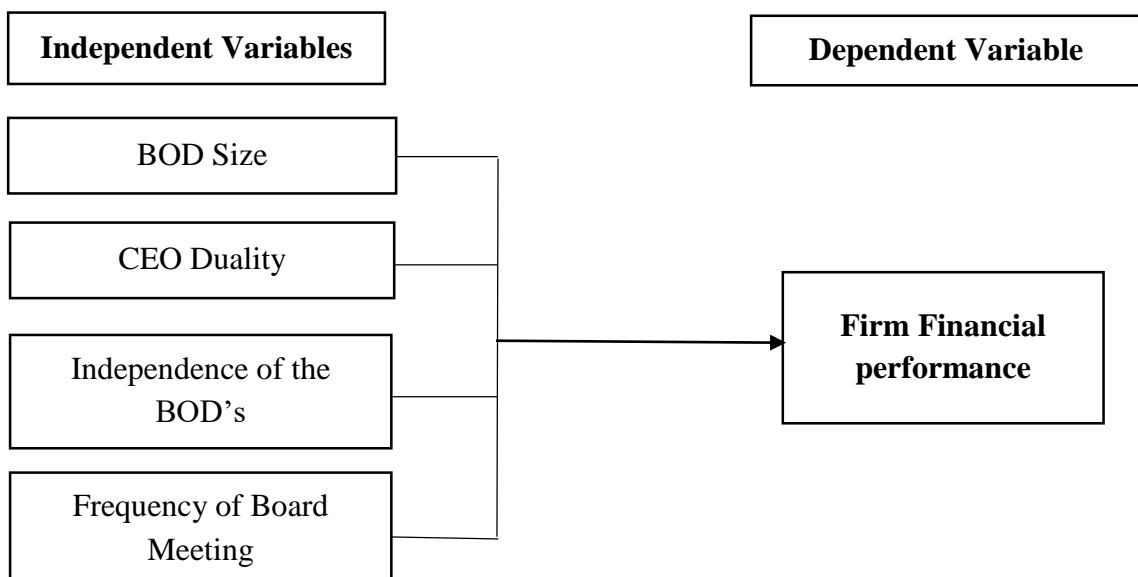 Independent Variables
Dependent Variable
BOD Size
CEO Duality
Independence of the
BOD’s
Frequency of Board
Meeting
Firm Financial
performance